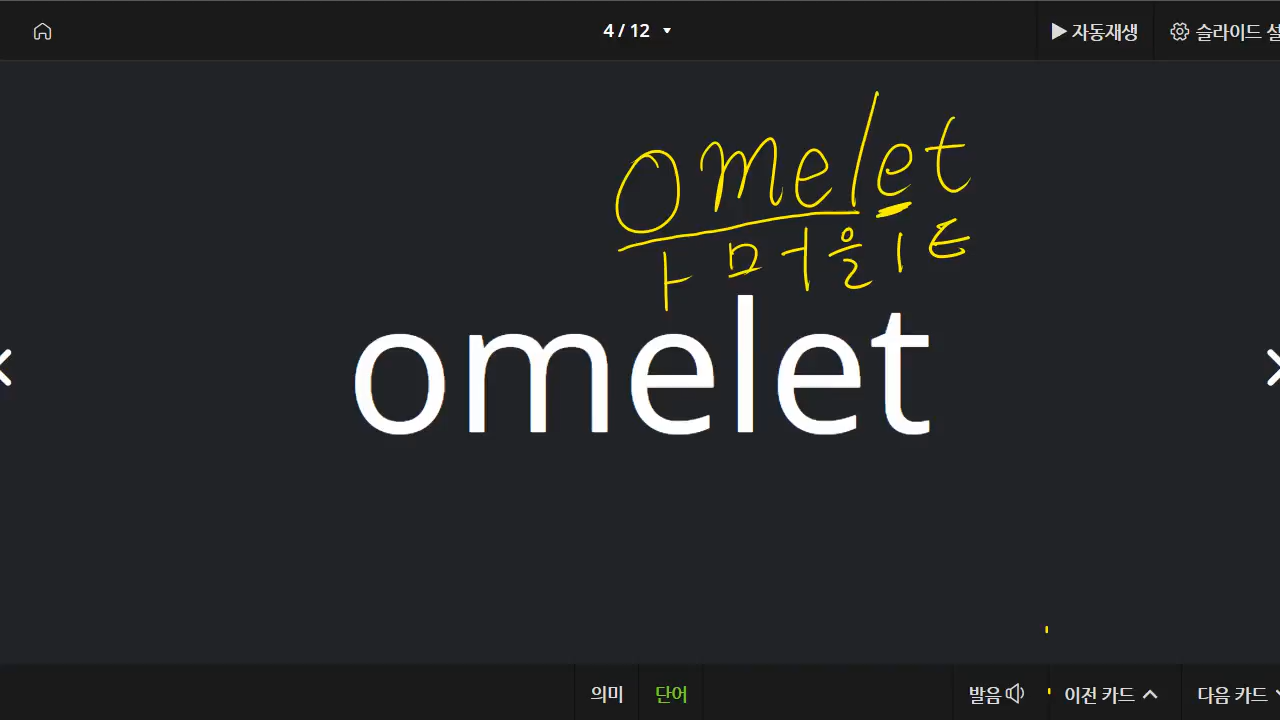 4 / 12
자동재생
슬라이드 설
omelet
ㅏ ㅁㅓ을ㅣㅌ
omelet
의미
단어
발음
이전 카드
다음 카드